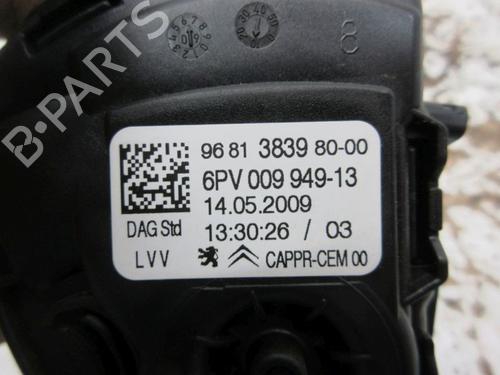 8
96 81 3839 80-00
6PV 009 949-13
14.05.2009
DAG Std
13:30:26 / 03
LVV
CAPPR-CEM 00
B-PARTS